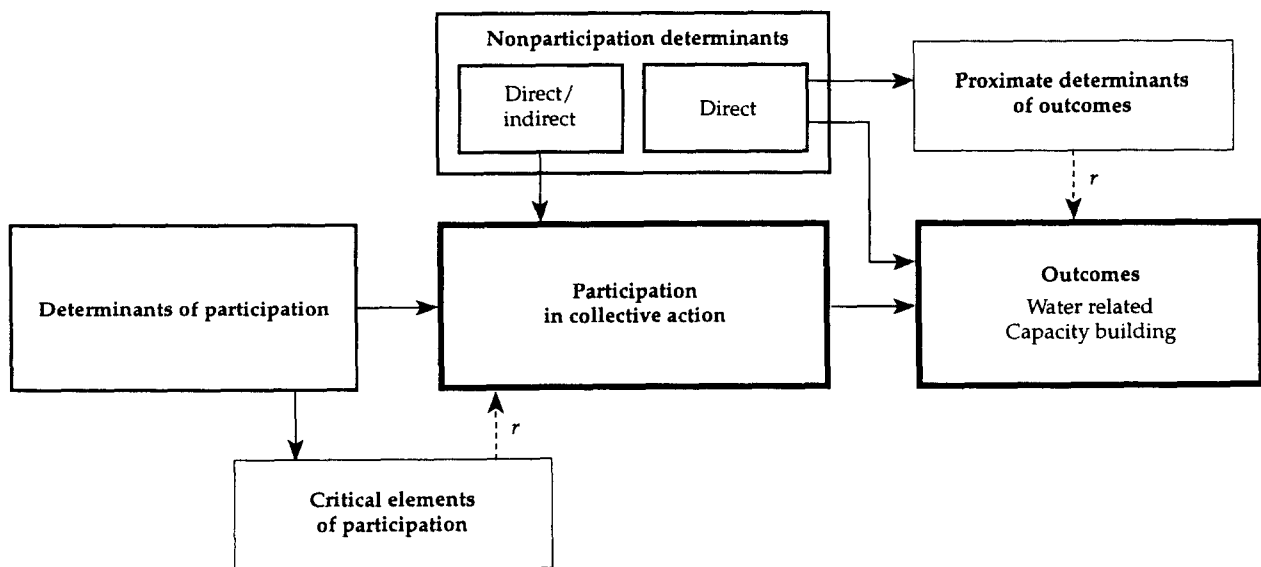 Nonparticipation determinants
Direct/
indirect
Direct
Proximate determinants
of outcomes
r
Determinants of participation
Participation
in collective action
Outcomes
Water related
Capacity building
r
Critical elements
of participation